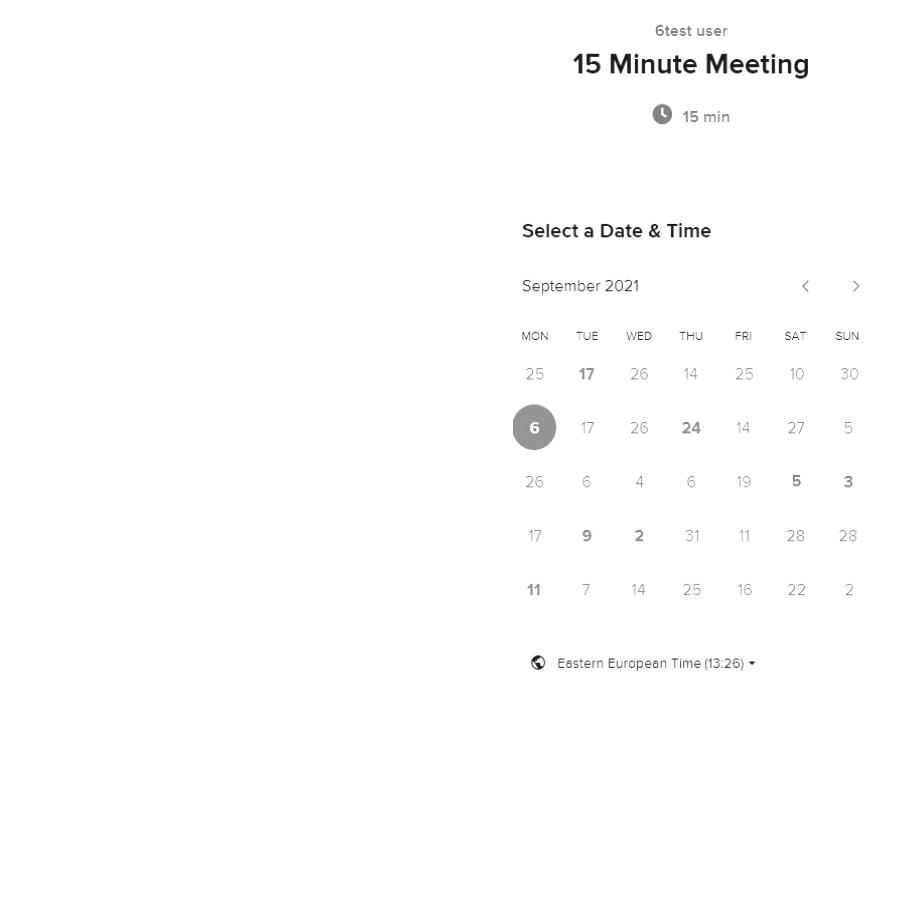 6test user
15 Minute Meeting
15 min
Select a Date & Time
September 2021
MON TUE WED THU FRI SAT SUN
25 17 26 14 25 10 30
6 17 26 24 14 27 5
26 6 4 6 19 5 3
17 9 2 31 11 28 28
11 7 14 25 16 22 2
Eastern European Time (13:26)